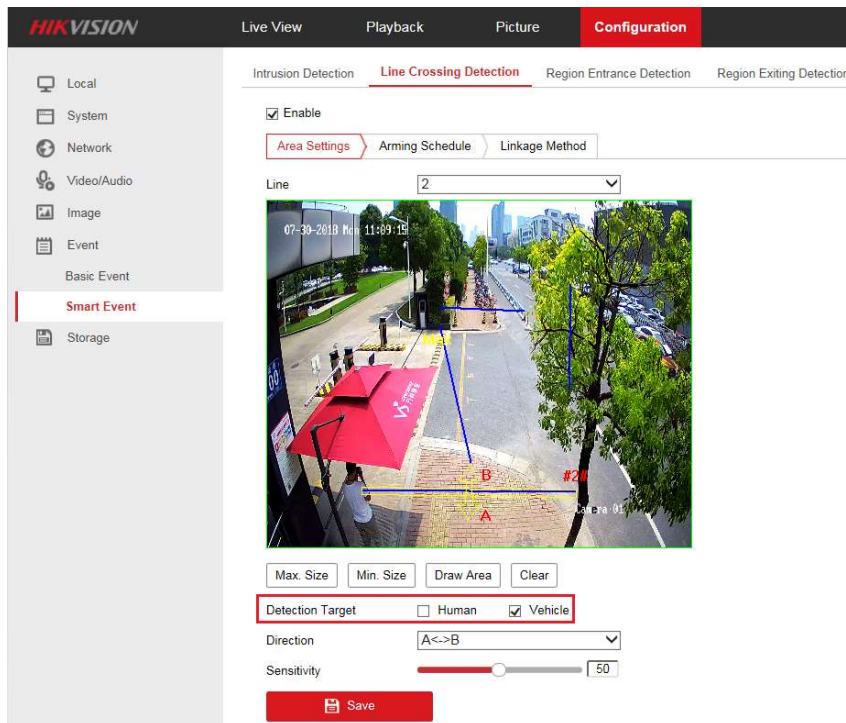 HIKVISION
Live View Playback Picture Configuration
Local
System
Network
Video/Audio
Image
Event
Basic Event
Smart Event
Storage
Intrusion Detection Line Crossing Detection Region Entrance Detection Region Exiting Detection
Enable
Area Settings Arming Schedule Linkage Method
Line 2
07-30-2018 Mon 11:09:15
B
#2#
A
Camera 01
Max. Size Min. Size Draw Area Clear
Detection Target Human Vehicle
Direction A<->B
Sensitivity 50
Save